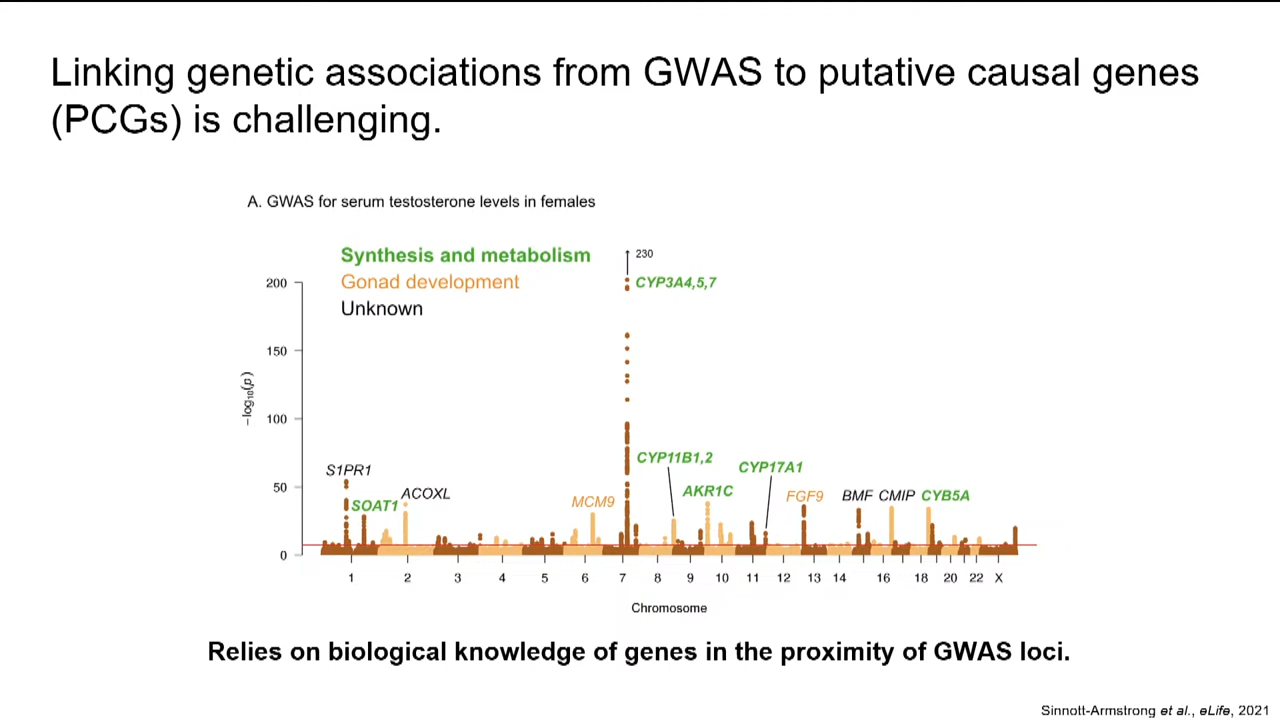 Linking genetic associations from GWAS to putative causal genes
(PCGs) is challenging.
A. GWAS for serum testosterone levels in females
Synthesis and metabolism
Gonad development
Unknown
230
CYP3A4,5,7
200
150
100
50
0
−log10(p)
S1PR1
SOAT1
ACOXL
MCM9
CYP11B1,2
AKR1C
CYP17A1
FGF9
BMF
CMIP
CYB5A
1 2 3 4 5 6 7 8 9 10 11 12 13 14 16 18 20 22 X
Chromosome
Relies on biological knowledge of genes in the proximity of GWAS loci.
Sinnott-Armstrong et al., eLife, 2021